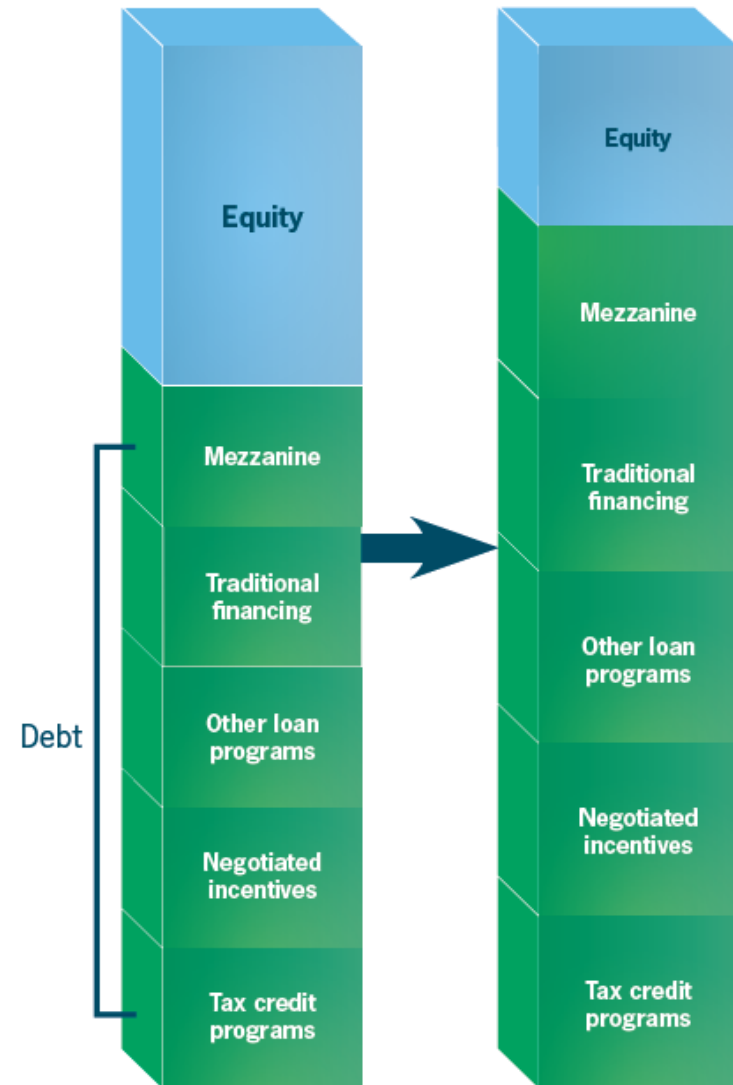 Equity
Mezzanine
Traditional
financing
Other loan
programs
Negotiated
incentives
Tax credit
programs
Debt
Equity
Mezzanine
Traditional
financing
Other loan
programs
Negotiated
incentives
Tax credit
programs